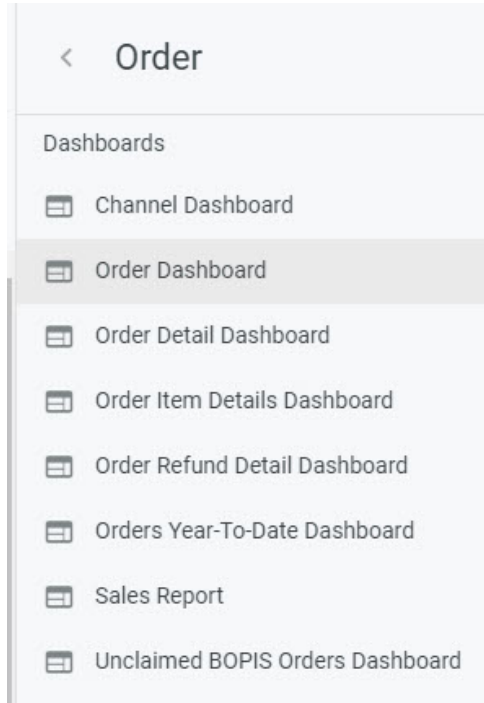 Order
Dashboards
Channel Dashboard
Order Dashboard
Order Detail Dashboard
Order Item Details Dashboard
Order Refund Detail Dashboard
Orders Year-To-Date Dashboard
Sales Report
Unclaimed BOPIS Orders Dashboard